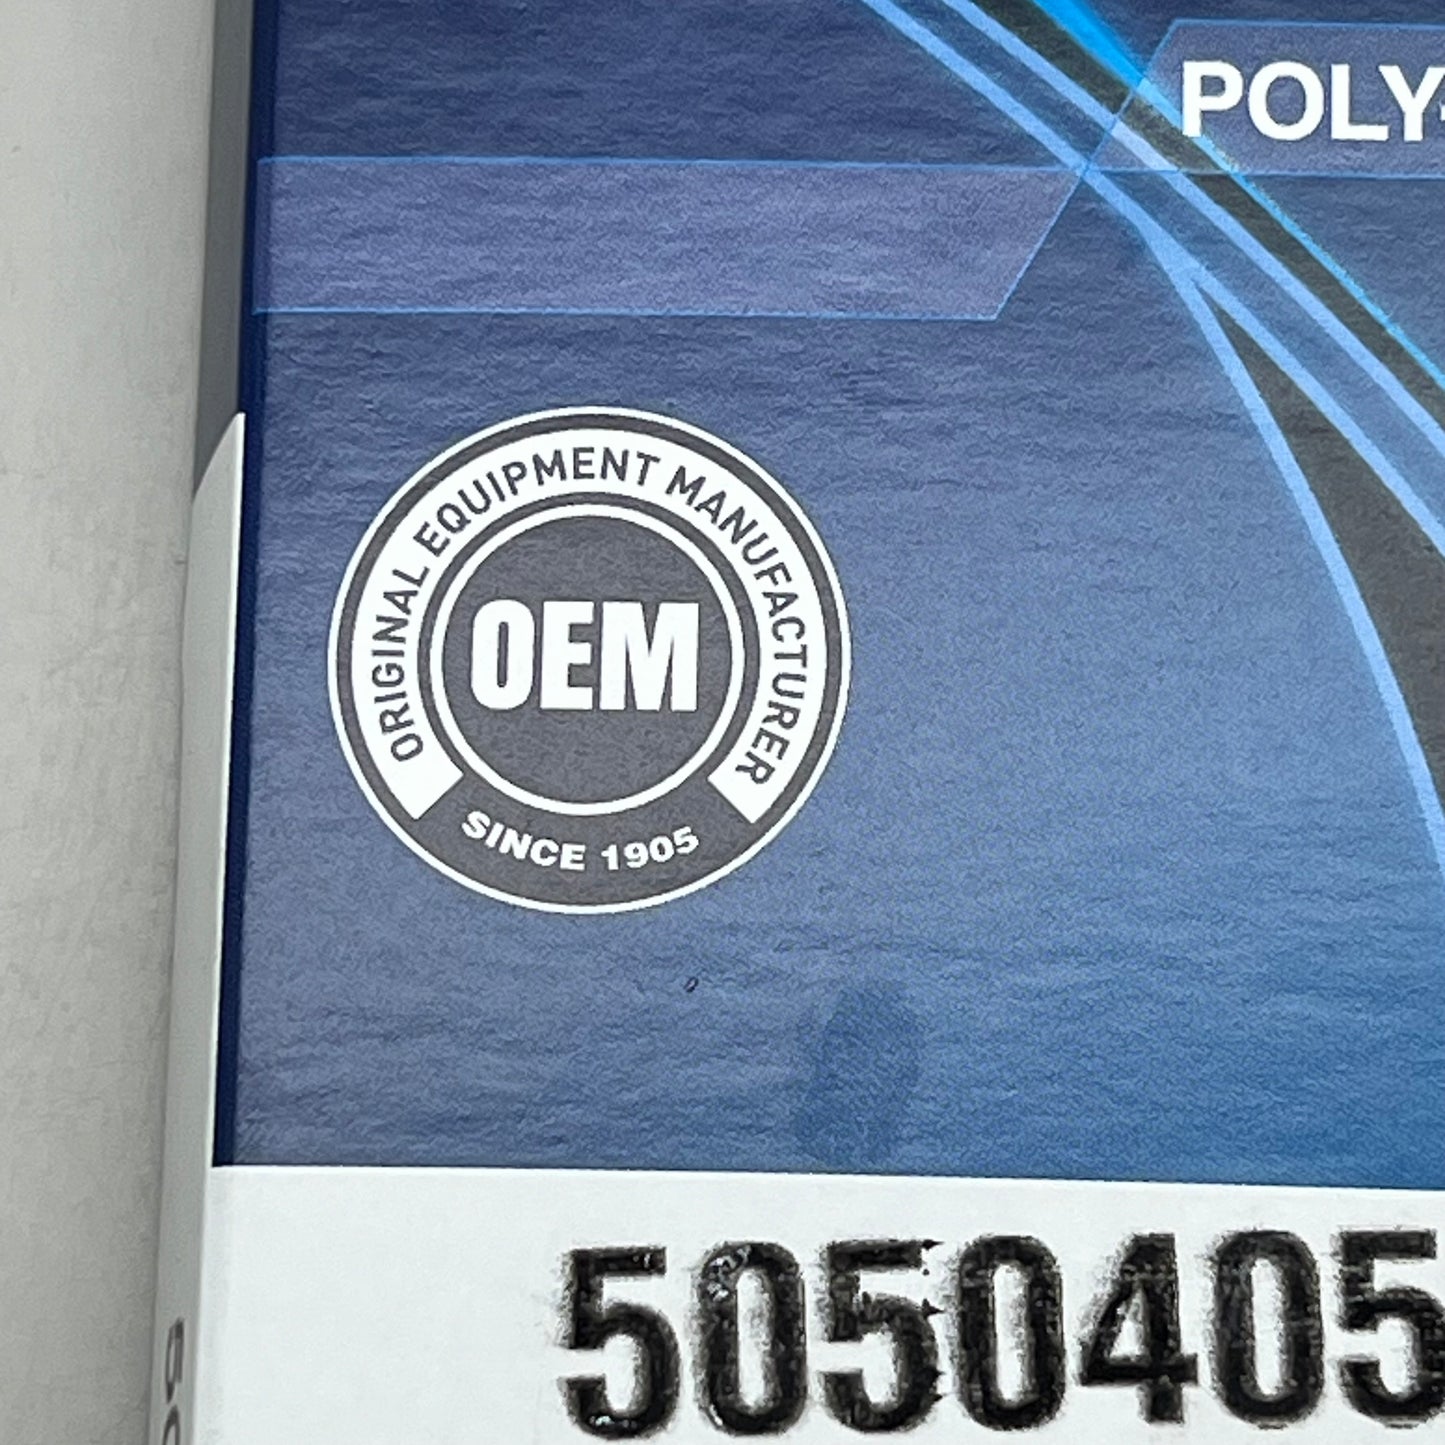 POLY-
ORIGINAL EQUIPMENT MANUFACTURER
OEM
SINCE 1905
5050405